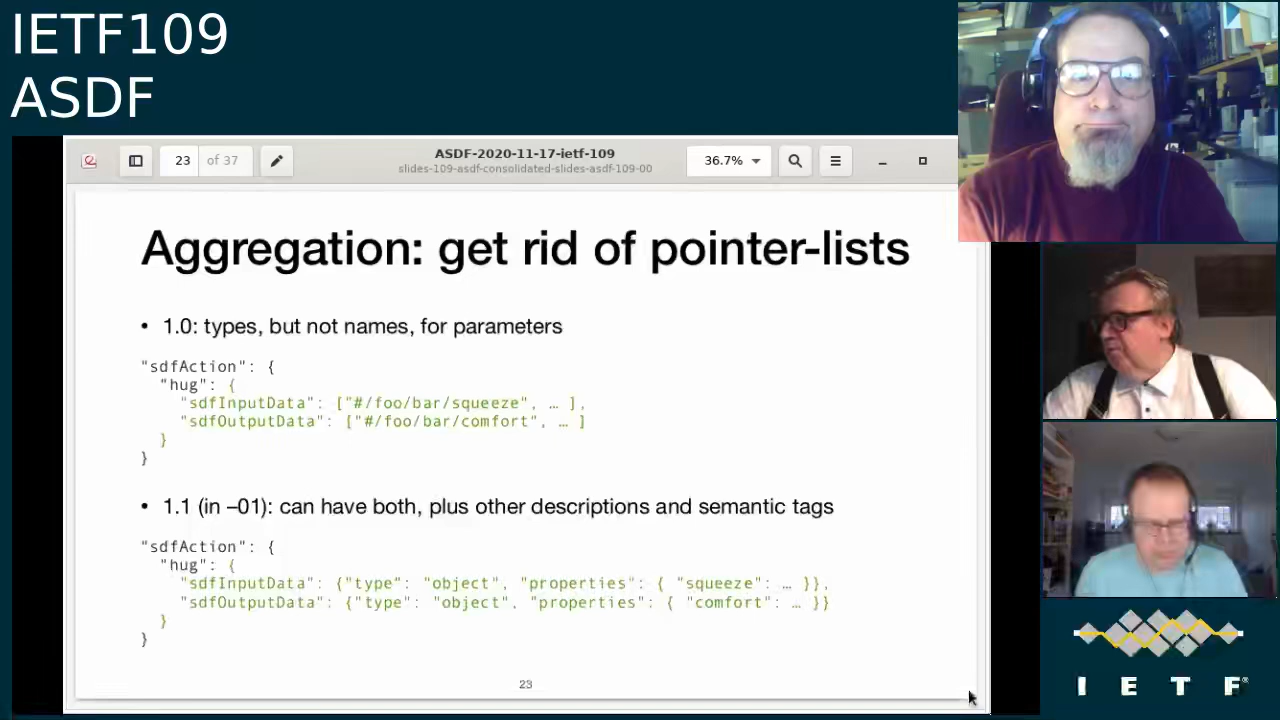 IETF109
ASDF
23 of 37
ASDF-2020-11-17-ietf-109
slides-109-asdf-consolidated-slides-asdf-109-00
36.7%
Aggregation: get rid of pointer-lists
• 1.0: types, but not names, for parameters
"sdfAction": {
"hug": {
"sdfInputData": ["#/foo/bar/squeeze", … ],
"sdfOutputData": ["#/foo/bar/comfort", … ]
}
}
• 1.1 (in –01): can have both, plus other descriptions and semantic tags
"sdfAction": {
"hug": {
"sdfInputData": {"type": "object", "properties": { "squeeze": … }},
"sdfOutputData": {"type": "object", "properties": { "comfort": … }}
}
}
23
I E T F®